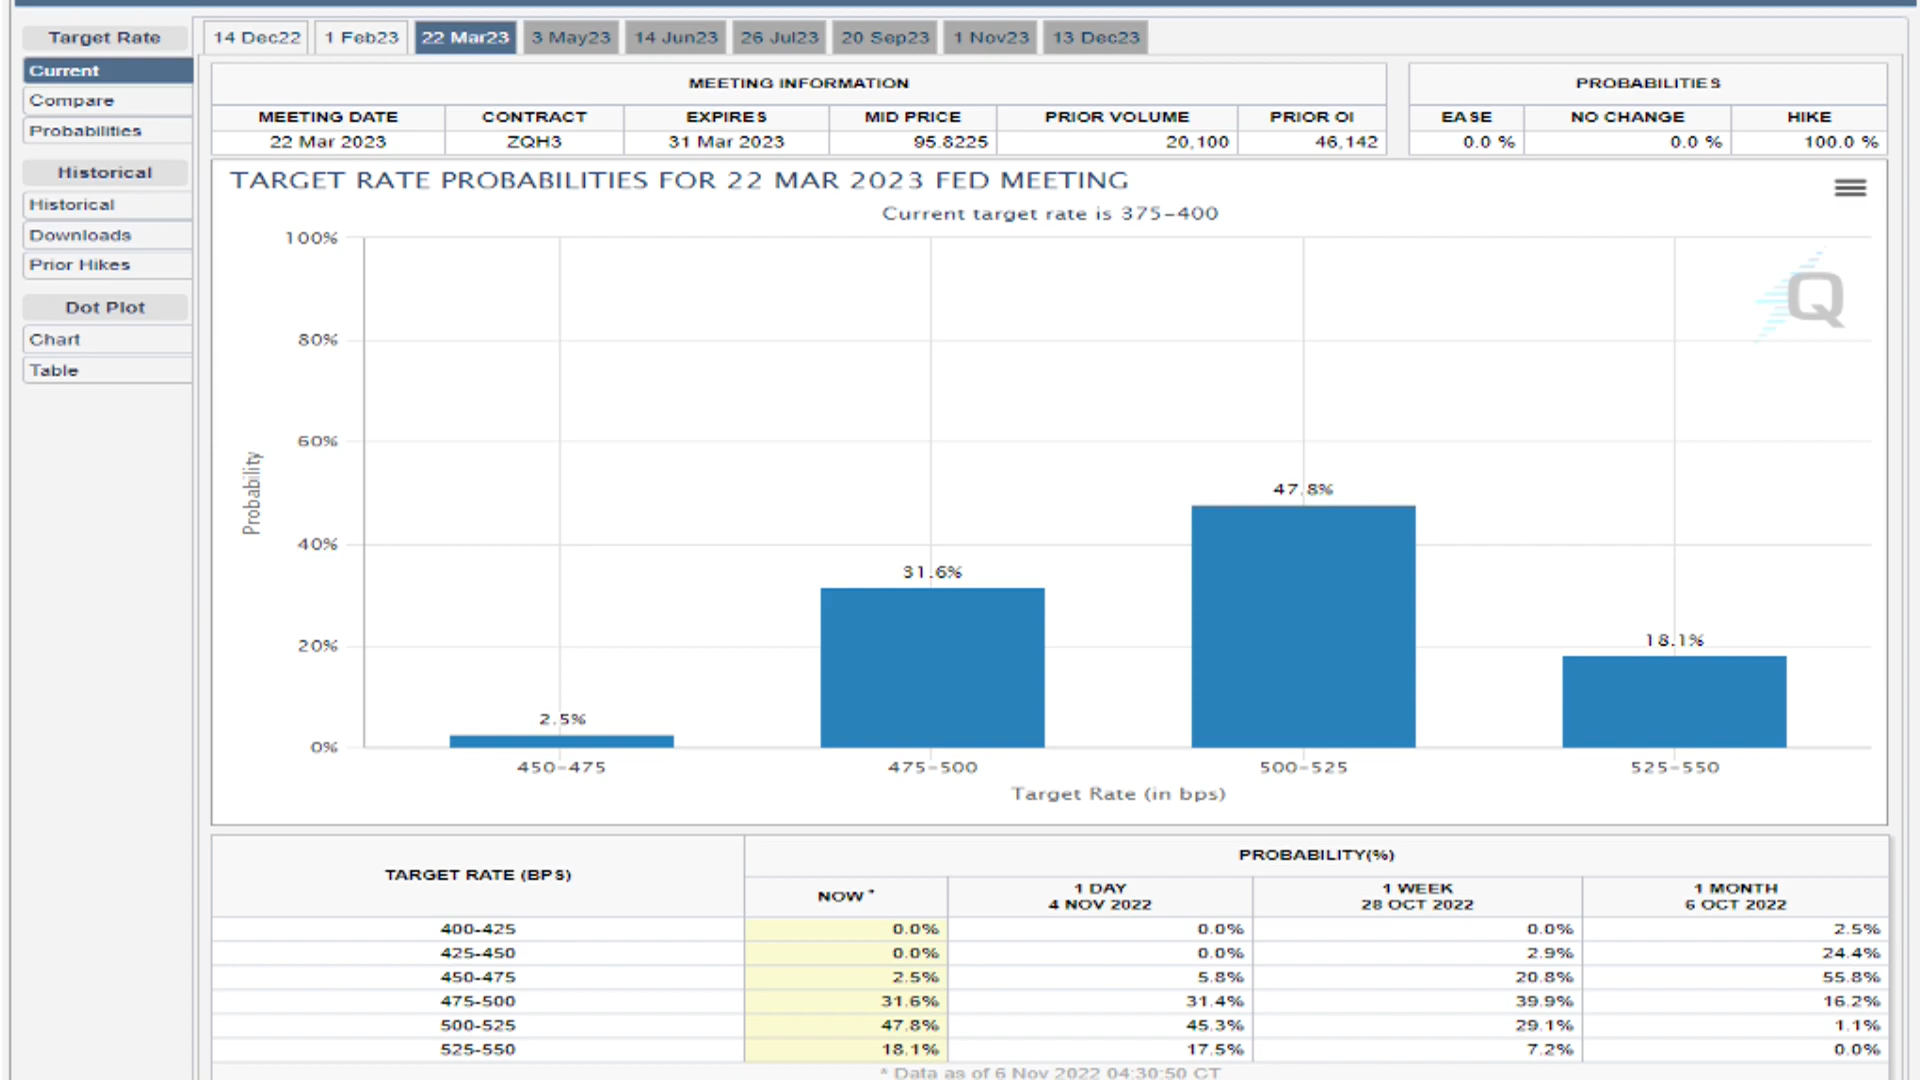 Target Rate
Current
Compare
Probabilities
Historical
Historical
Downloads
Prior Hikes
Dot Plot
Chart
Table
14 Dec22 1 Feb23 22 Mar23 3 May23 14 Jun23 26 Jul23 20 Sep23 1 Nov23 13 Dec23
MEETING INFORMATION
MEETING DATE CONTRACT EXPIRES MID PRICE PRIOR VOLUME PRIOR OI
22 Mar 2023 ZQH3 31 Mar 2023 95.8225 20,100 46,142
PROBABILITIES
EASE NO CHANGE HIKE
0.0 % 0.0 % 100.0 %
TARGET RATE PROBABILITIES FOR 22 MAR 2023 FED MEETING
Current target rate is 375-400
Q
100%
80%
60%
40%
20%
0%
Probability
2.5%
31.6%
47.8%
18.1%
450-475 475-500 500-525 525-550
Target Rate (in bps)
TARGET RATE (BPS) PROBABILITY(%)
NOW * 1 DAY 1 WEEK 1 MONTH
4 NOV 2022 28 OCT 2022 6 OCT 2022
400-425 0.0% 0.0% 0.0% 2.5%
425-450 0.0% 0.0% 2.9% 24.4%
450-475 2.5% 5.8% 20.8% 55.8%
475-500 31.6% 31.4% 39.9% 16.2%
500-525 47.8% 45.3% 29.1% 1.1%
525-550 18.1% 17.5% 7.2% 0.0%
* Data as of 6 Nov 2022 04:30:50 CT